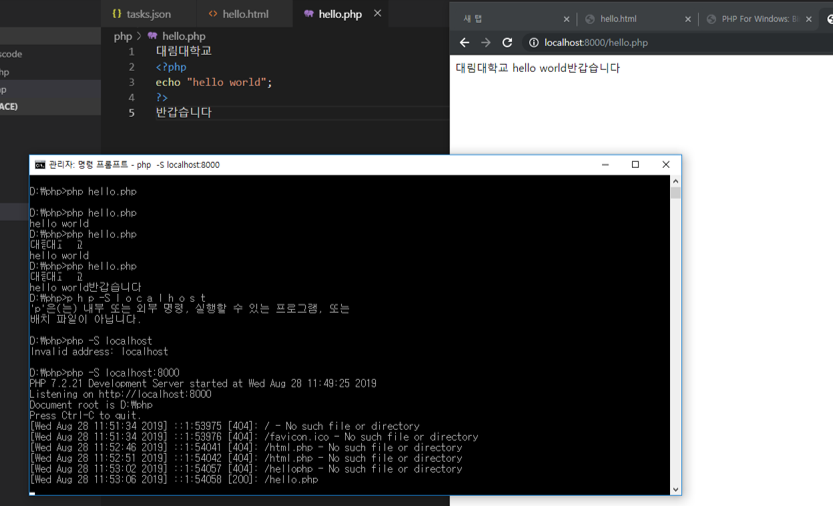 tasks.json
hello.html
hello.php
새 탭
hello.html
PHP For Windows: B
localhost:8000/hello.php
대림대학교 hello world반갑습니다
scode
hp
hp
ACE)
php > hello.php
1 대림대학교
2 <?php
3 echo "hello world";
4 ?>
5 반갑습니다
관리자: 명령 프롬프트 - php -S localhost:8000
D:\php>php hello.php
D:\php>php hello.php
hello world
D:\php>php hello.php
hello world
D:\php>php hello.php
hello world반갑습니다
D:\php>p h p -S l o c a l h o s t
'p'은(는) 내부 또는 외부 명령, 실행할 수 있는 프로그램, 또는
배치 파일이 아닙니다.
D:\php>php -S localhost
Invalid address: localhost
D:\php>php -S localhost:8000
PHP 7.2.21 Development Server started at Wed Aug 28 11:49:25 2019
Listening on http://localhost:8000
Document root is D:\php
Press Ctrl-C to quit.
[Wed Aug 28 11:51:34 2019] ::1:53975 [404]: / - No such file or directory
[Wed Aug 28 11:51:34 2019] ::1:53976 [404]: /favicon.ico - No such file or directory
[Wed Aug 28 11:52:46 2019] ::1:54041 [404]: /html.php - No such file or directory
[Wed Aug 28 11:52:51 2019] ::1:54042 [404]: /html.php - No such file or directory
[Wed Aug 28 11:53:02 2019] ::1:54057 [404]: /hellophp - No such file or directory
[Wed Aug 28 11:53:06 2019] ::1:54058 [200]: /hello.php